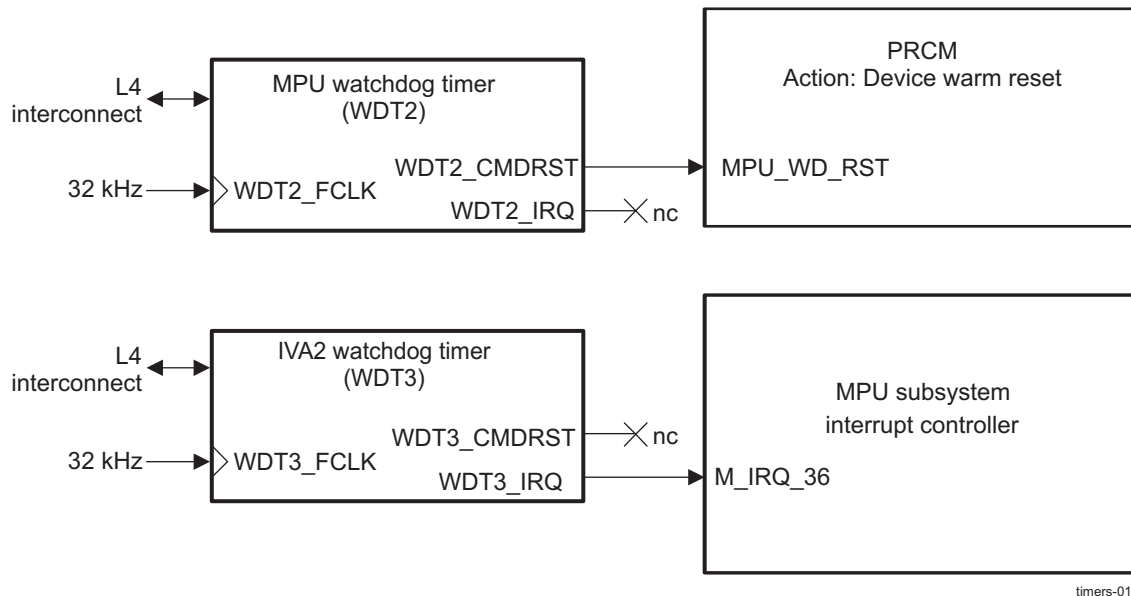 PRCM
Action: Device warm reset
MPU watchdog timer
(WDT2)
L4
interconnect
WDT2_CMDRST
MPU_WD_RST
32 kHz
WDT2_FCLK
WDT2_IRQ
nc
IVA2 watchdog timer
(WDT3)
L4
interconnect
MPU subsystem
interrupt controller
WDT3_CMDRST
nc
32 kHz
WDT3_FCLK
WDT3_IRQ
M_IRQ_36
timers-01